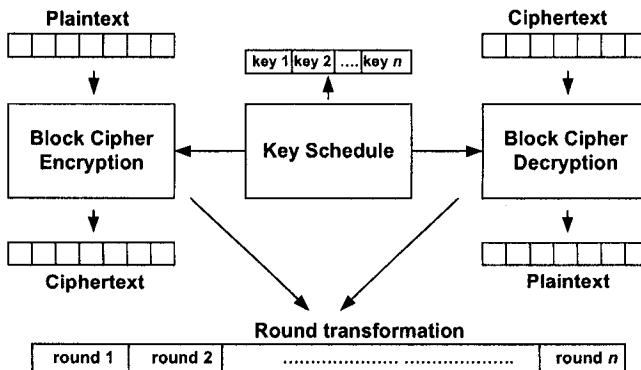 Plaintext
Ciphertext
key 1 key 2 .... key n
Block Cipher
Encryption
Key Schedule
Block Cipher
Decryption
Ciphertext
Plaintext
Round transformation
round 1 round 2 ...................... ..................... round n